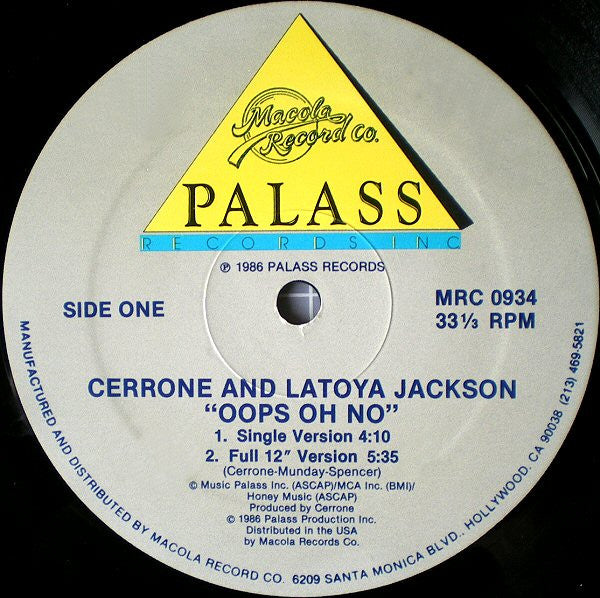 Macola
Record Co.
PALASS
RECORDS INC
℗ 1986 PALASS RECORDS
SIDE ONE
MRC 0934
33 1/3 RPM
CERRONE AND LATOYA JACKSON
“OOPS OH NO”
1. Single Version 4:10
2. Full 12″ Version 5:35
(Cerrone-Munday-Spencer)
© Music Palass Inc. (ASCAP)/MCA Inc. (BMI)/
Honey Music (ASCAP)
Produced by Cerrone
© 1986 Palass Production Inc.
Distributed in the USA
by Macola Records Co.
MANUFACTURED AND DISTRIBUTED BY MACOLA RECORD CO. 6209 SANTA MONICA BLVD., HOLLYWOOD, CA 90038 (213) 469-5821